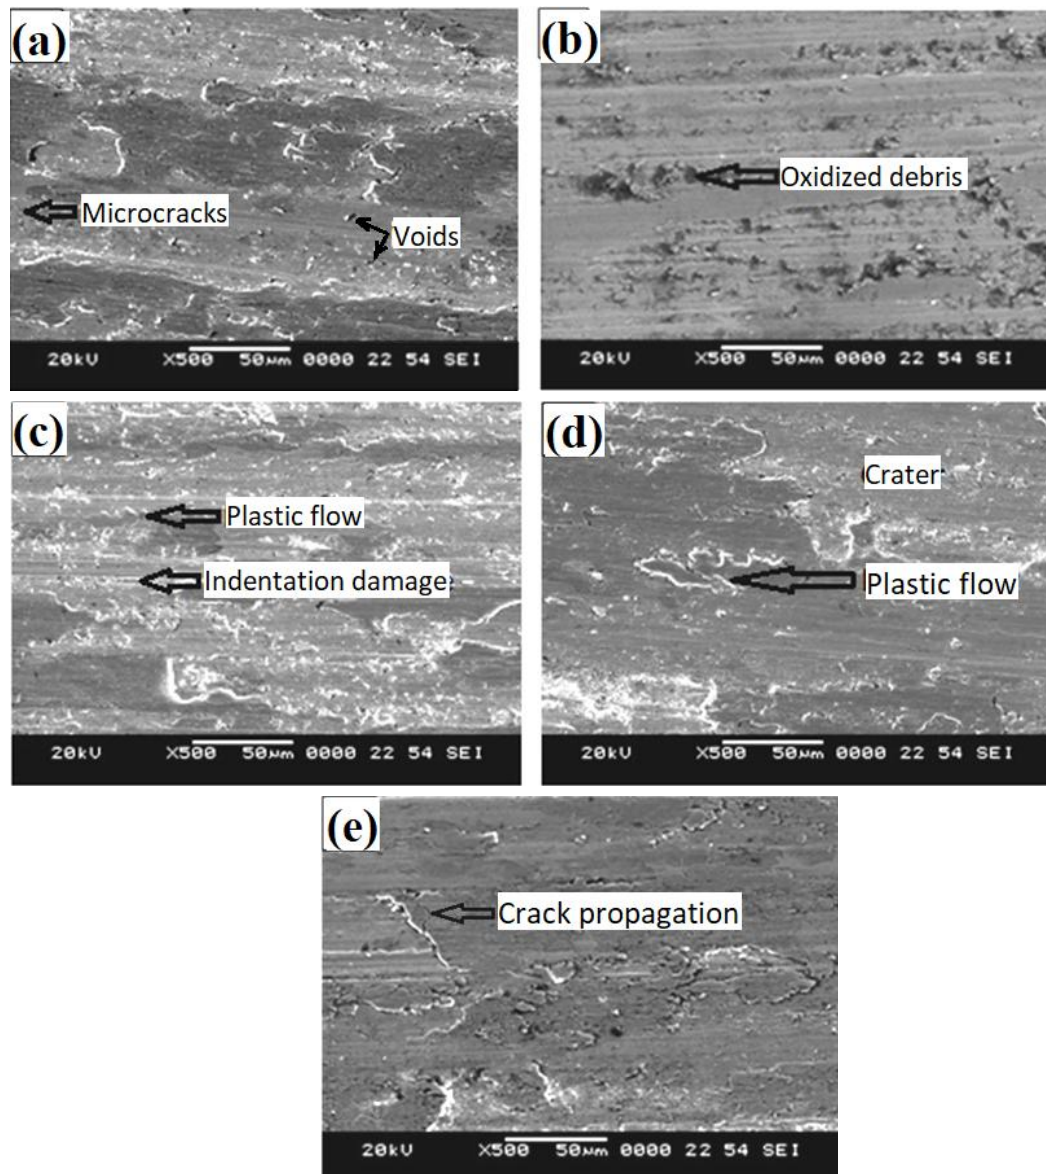 (a)
Microcracks
Voids
20kV X500 50μm 0000 22 54 SEI
(b)
Oxidized debris
20kV X500 50μm 0000 22 54 SEI
(c)
Plastic flow
Indentation damage
20kV X500 50μm 0000 22 54 SEI
(d)
Crater
Plastic flow
20kV X500 50μm 0000 22 54 SEI
(e)
Crack propagation
20kV X500 50μm 0000 22 54 SEI